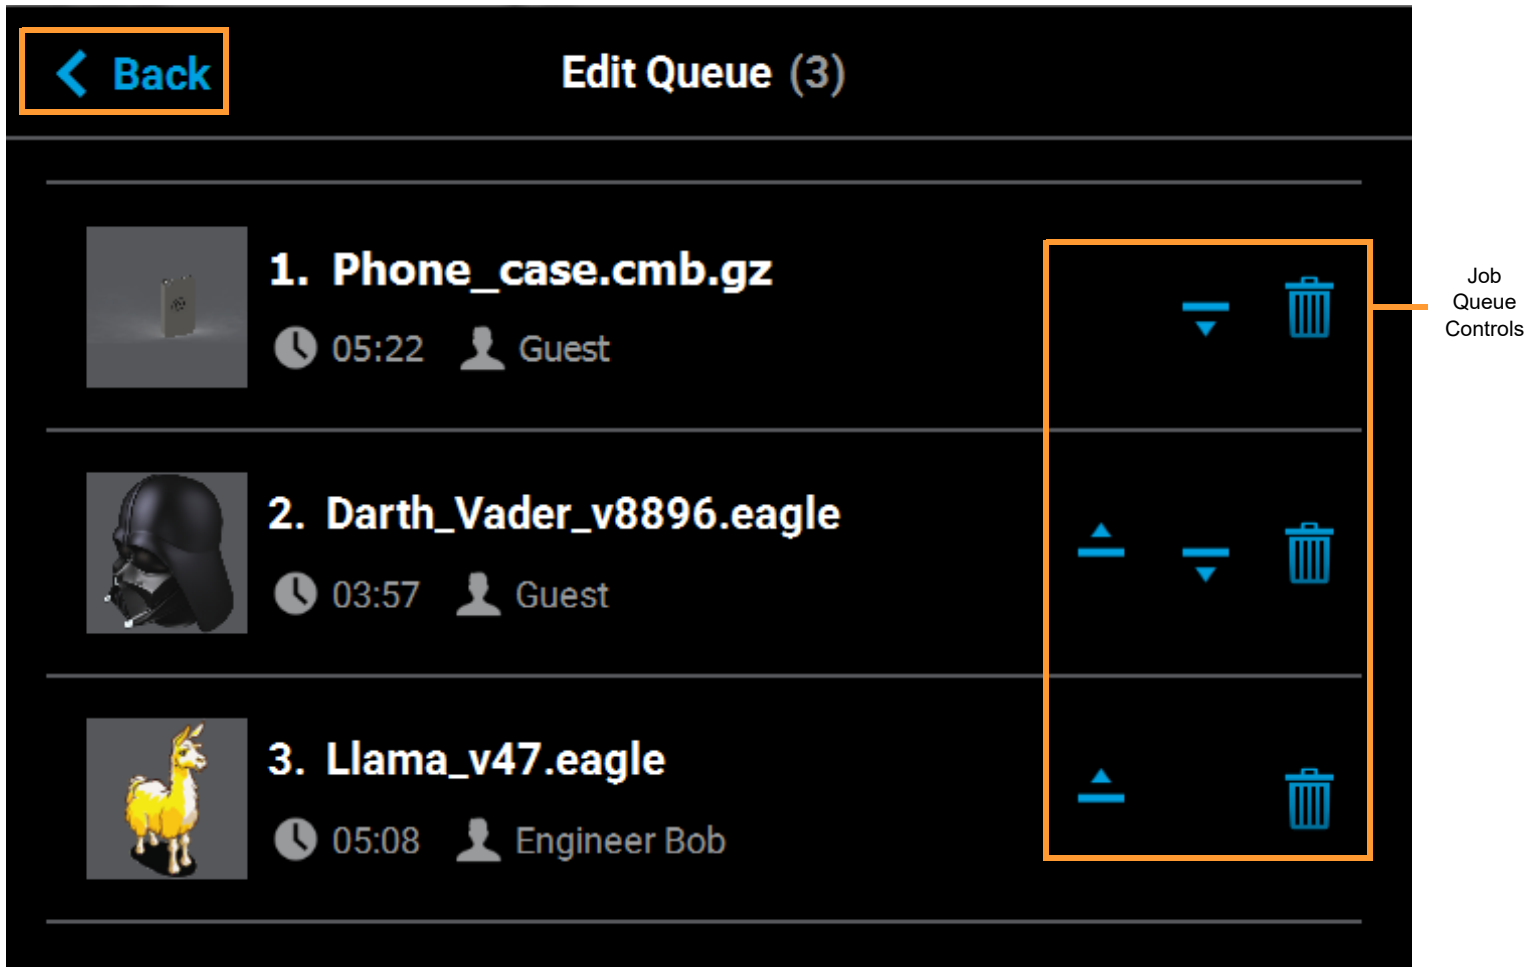 Back
Edit Queue (3)
1. Phone_case.cmb.gz
05:22 Guest
Job
Queue
Controls
2. Darth_Vader_v8896.eagle
03:57 Guest
3. Llama_v47.eagle
05:08 Engineer Bob